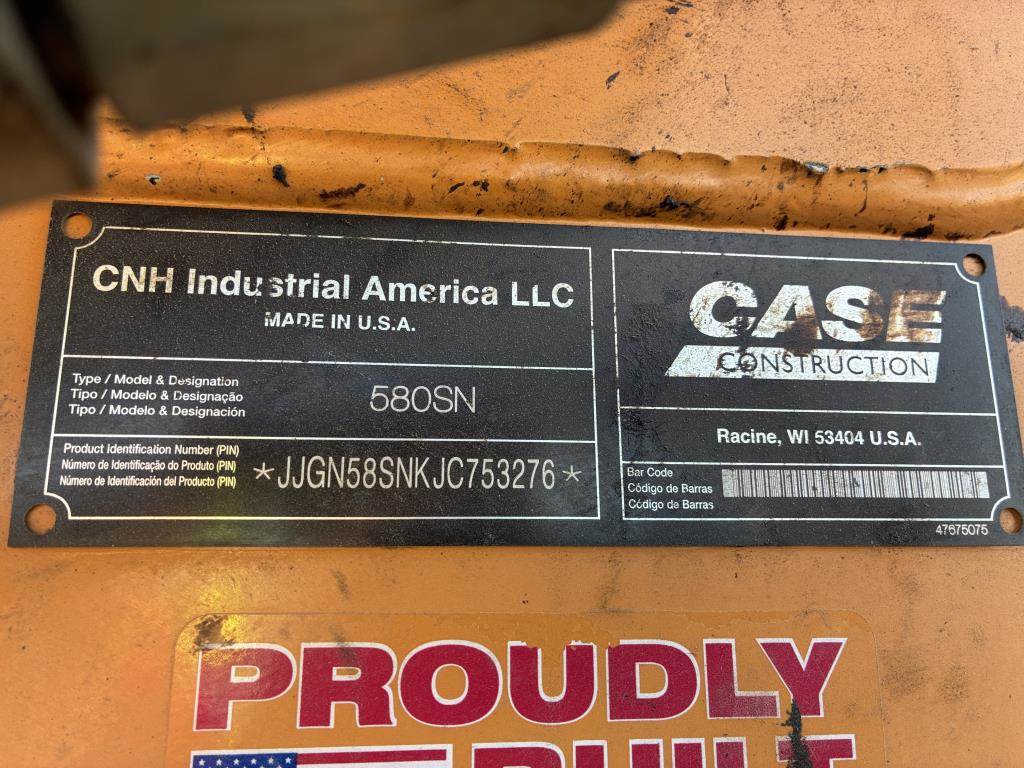 CNH Industrial America LLC
MADE IN U.S.A.
Type / Model & Designation
Tipo / Modelo & Designação
Tipo / Modelo & Designación
580SN
Product Identification Number (PIN)
Número de Identificação do Produto (PIN)
Número de Identificación del Producto (PIN)
*JJGN58SNKJC753276*
CASE
CONSTRUCTION
Racine, WI 53404 U.S.A.
Bar Code
Código de Barras
Código de Barras
47675075
PROUDLY
BUILT